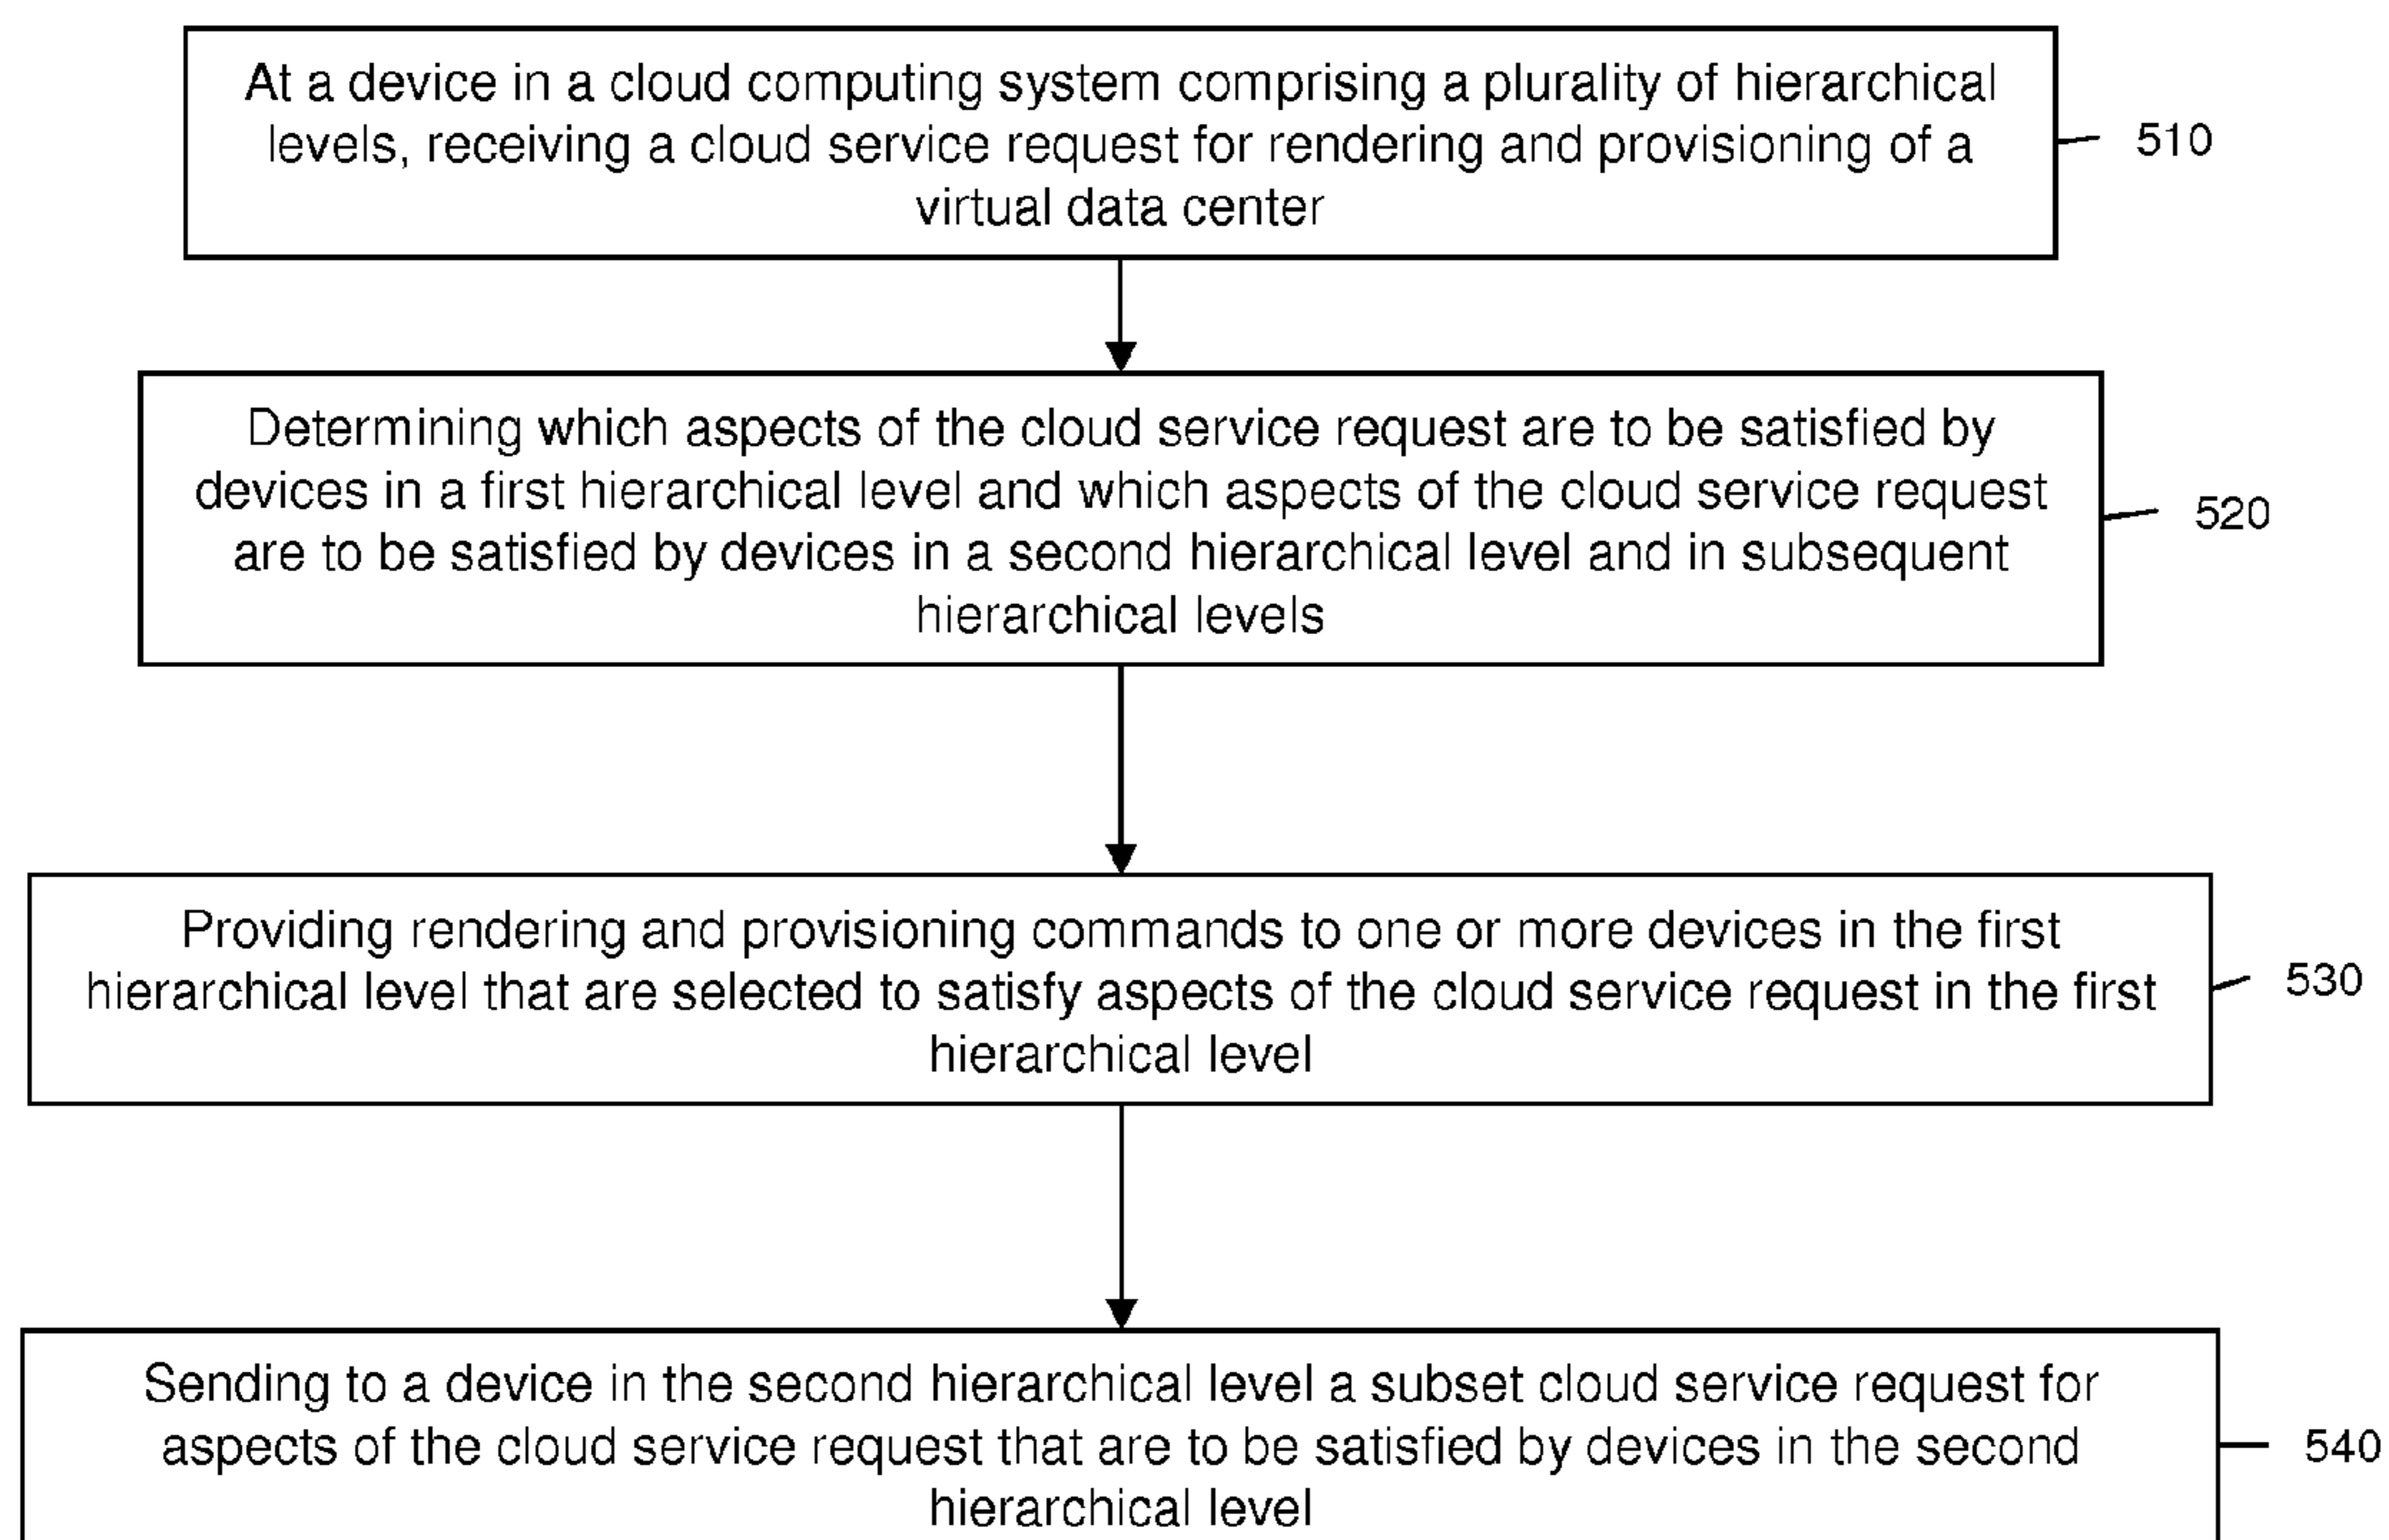 At a device in a cloud computing system comprising a plurality of hierarchical
levels, receiving a cloud service request for rendering and provisioning of a
virtual data center
510
Determining which aspects of the cloud service request are to be satisfied by
devices in a first hierarchical level and which aspects of the cloud service request
are to be satisfied by devices in a second hierarchical level and in subsequent
hierarchical levels
520
Providing rendering and provisioning commands to one or more devices in the first
hierarchical level that are selected to satisfy aspects of the cloud service request in the first
hierarchical level
530
Sending to a device in the second hierarchical level a subset cloud service request for
aspects of the cloud service request that are to be satisfied by devices in the second
hierarchical level
540